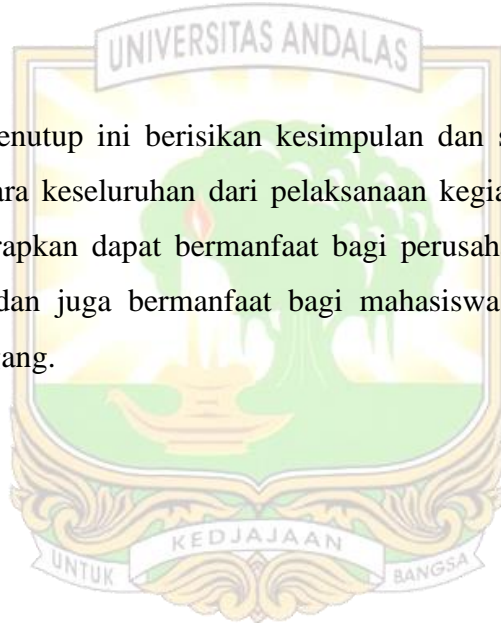 UNIVERSITAS ANDALAS
enutup ini berisikan kesimpulan dan s
ara keseluruhan dari pelaksanaan kegia
rapkan dapat bermanfaat bagi perusah
dan juga bermanfaat bagi mahasiswa
ang.
KEDJAJAAN
UNTUK BANGSA